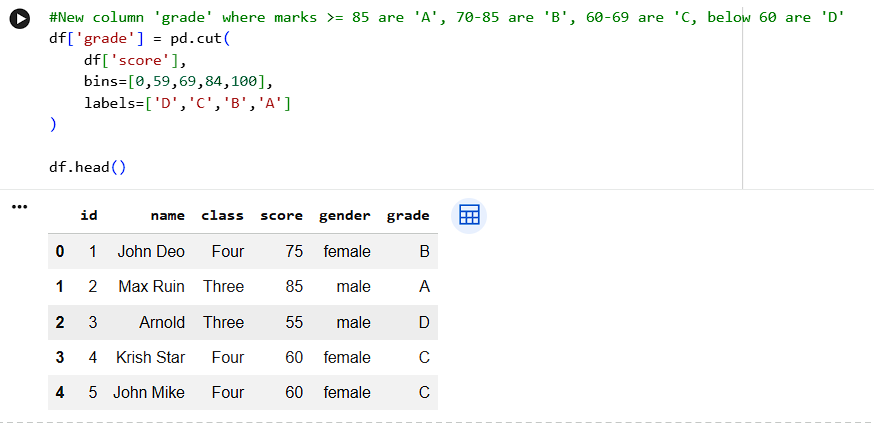 #New column 'grade' where marks >= 85 are 'A', 70-85 are 'B', 60-69 are 'C, below 60 are 'D'
df['grade'] = pd.cut(
    df['score'],
    bins=[0,59,69,84,100],
    labels=['D','C','B','A']
)
df.head()
id name class score gender grade
0 1 John Deo Four 75 female B
1 2 Max Ruin Three 85 male A
2 3 Arnold Three 55 male D
3 4 Krish Star Four 60 female C
4 5 John Mike Four 60 female C